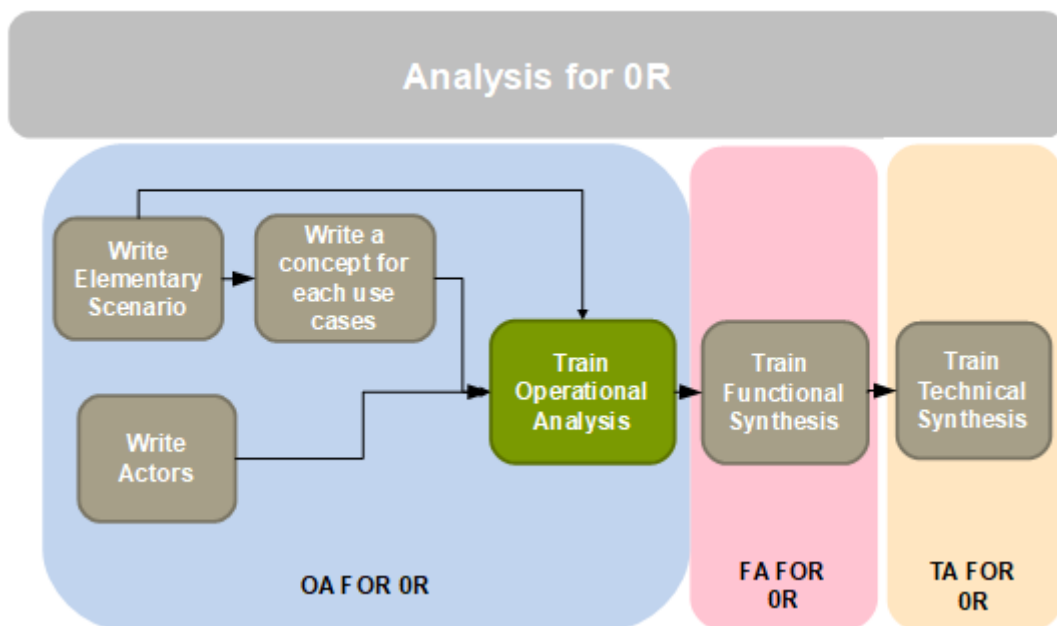 Analysis for 0R
Write
Elementary
Scenario
Write a
concept for
each use
cases
Train
Operational
Analysis
Train
Functional
Synthesis
Train
Technical
Synthesis
Write
Actors
OA FOR 0R
FA FOR
0R
TA FOR
0R